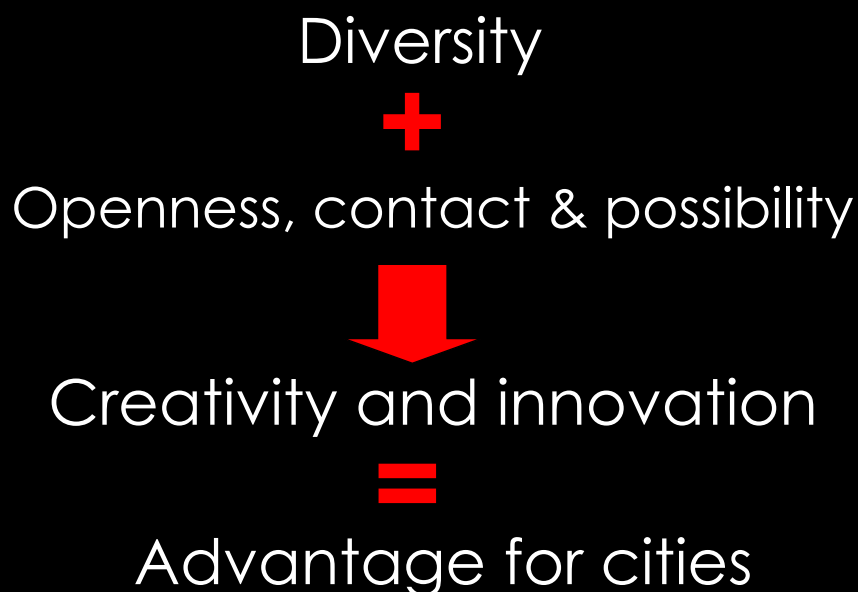 Diversity
+
Openness, contact & possibility
Creativity and innovation
=
Advantage for cities